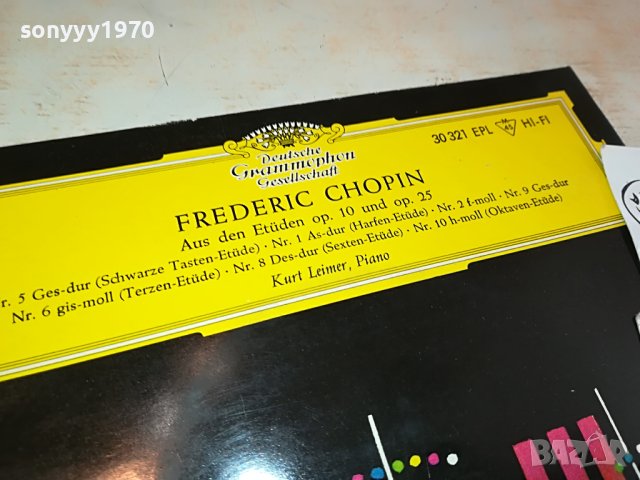 sonyyy1970
Deutsche
Grammophon
Gesellschaft
30 321 EPL 45 HI-FI
FREDERIC CHOPIN
Aus den Etüden op. 10 und op. 25
Nr. 5 Ges-dur (Schwarze Tasten-Etüde) · Nr. 1 As-dur (Harfen-Etüde) · Nr. 2 f-moll · Nr. 9 Ges-dur
Nr. 6 gis-moll (Terzen-Etüde) · Nr. 8 Des-dur (Sexten-Etüde) · Nr. 10 h-moll (Oktaven-Etüde)
Kurt Leimer, Piano
BAZAR